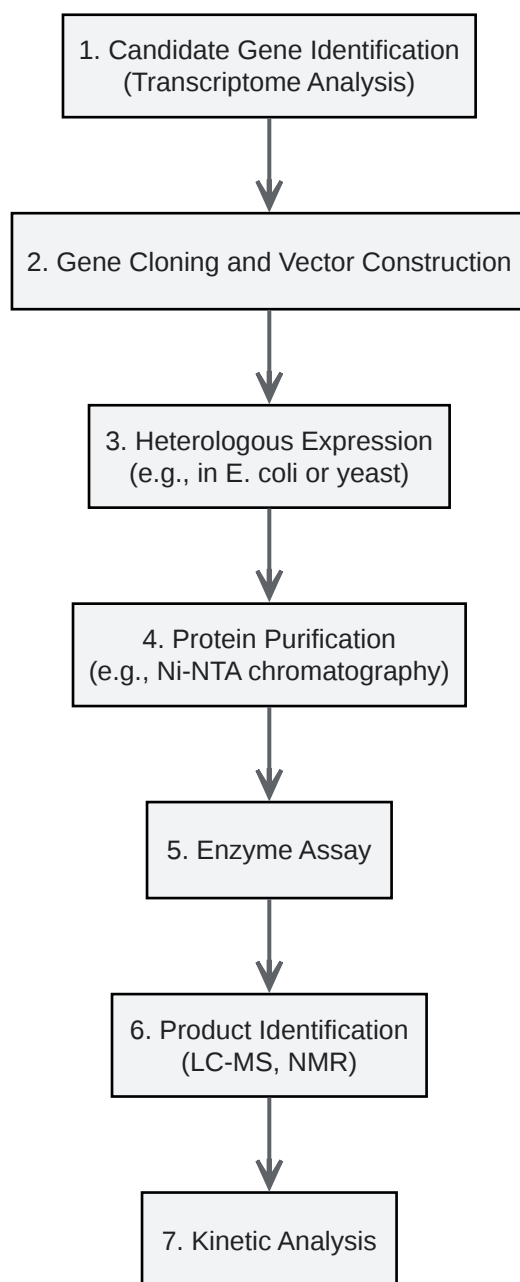 1. Candidate Gene Identification
(Transcriptome Analysis)
2. Gene Cloning and Vector Construction
3. Heterologous Expression
(e.g., in E. coli or yeast)
4. Protein Purification
(e.g., Ni-NTA chromatography)
5. Enzyme Assay
6. Product Identification
(LC-MS, NMR)
7. Kinetic Analysis